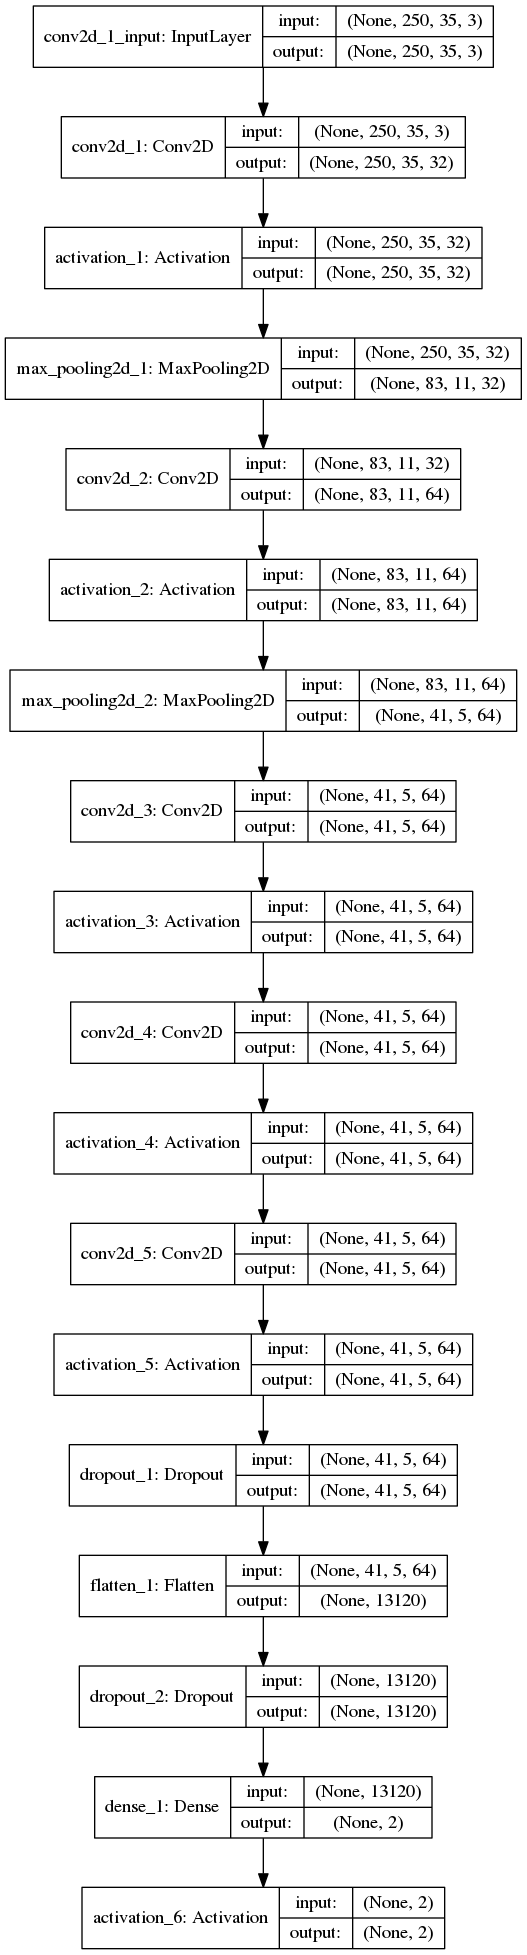 conv2d_1_input: InputLayer
input: (None, 250, 35, 3)
output: (None, 250, 35, 3)
conv2d_1: Conv2D
input: (None, 250, 35, 3)
output: (None, 250, 35, 32)
activation_1: Activation
input: (None, 250, 35, 32)
output: (None, 250, 35, 32)
max_pooling2d_1: MaxPooling2D
input: (None, 250, 35, 32)
output: (None, 83, 11, 32)
conv2d_2: Conv2D
input: (None, 83, 11, 32)
output: (None, 83, 11, 64)
activation_2: Activation
input: (None, 83, 11, 64)
output: (None, 83, 11, 64)
max_pooling2d_2: MaxPooling2D
input: (None, 83, 11, 64)
output: (None, 41, 5, 64)
conv2d_3: Conv2D
input: (None, 41, 5, 64)
output: (None, 41, 5, 64)
activation_3: Activation
input: (None, 41, 5, 64)
output: (None, 41, 5, 64)
conv2d_4: Conv2D
input: (None, 41, 5, 64)
output: (None, 41, 5, 64)
activation_4: Activation
input: (None, 41, 5, 64)
output: (None, 41, 5, 64)
conv2d_5: Conv2D
input: (None, 41, 5, 64)
output: (None, 41, 5, 64)
activation_5: Activation
input: (None, 41, 5, 64)
output: (None, 41, 5, 64)
dropout_1: Dropout
input: (None, 41, 5, 64)
output: (None, 41, 5, 64)
flatten_1: Flatten
input: (None, 41, 5, 64)
output: (None, 13120)
dropout_2: Dropout
input: (None, 13120)
output: (None, 13120)
dense_1: Dense
input: (None, 13120)
output: (None, 2)
activation_6: Activation
input: (None, 2)
output: (None, 2)